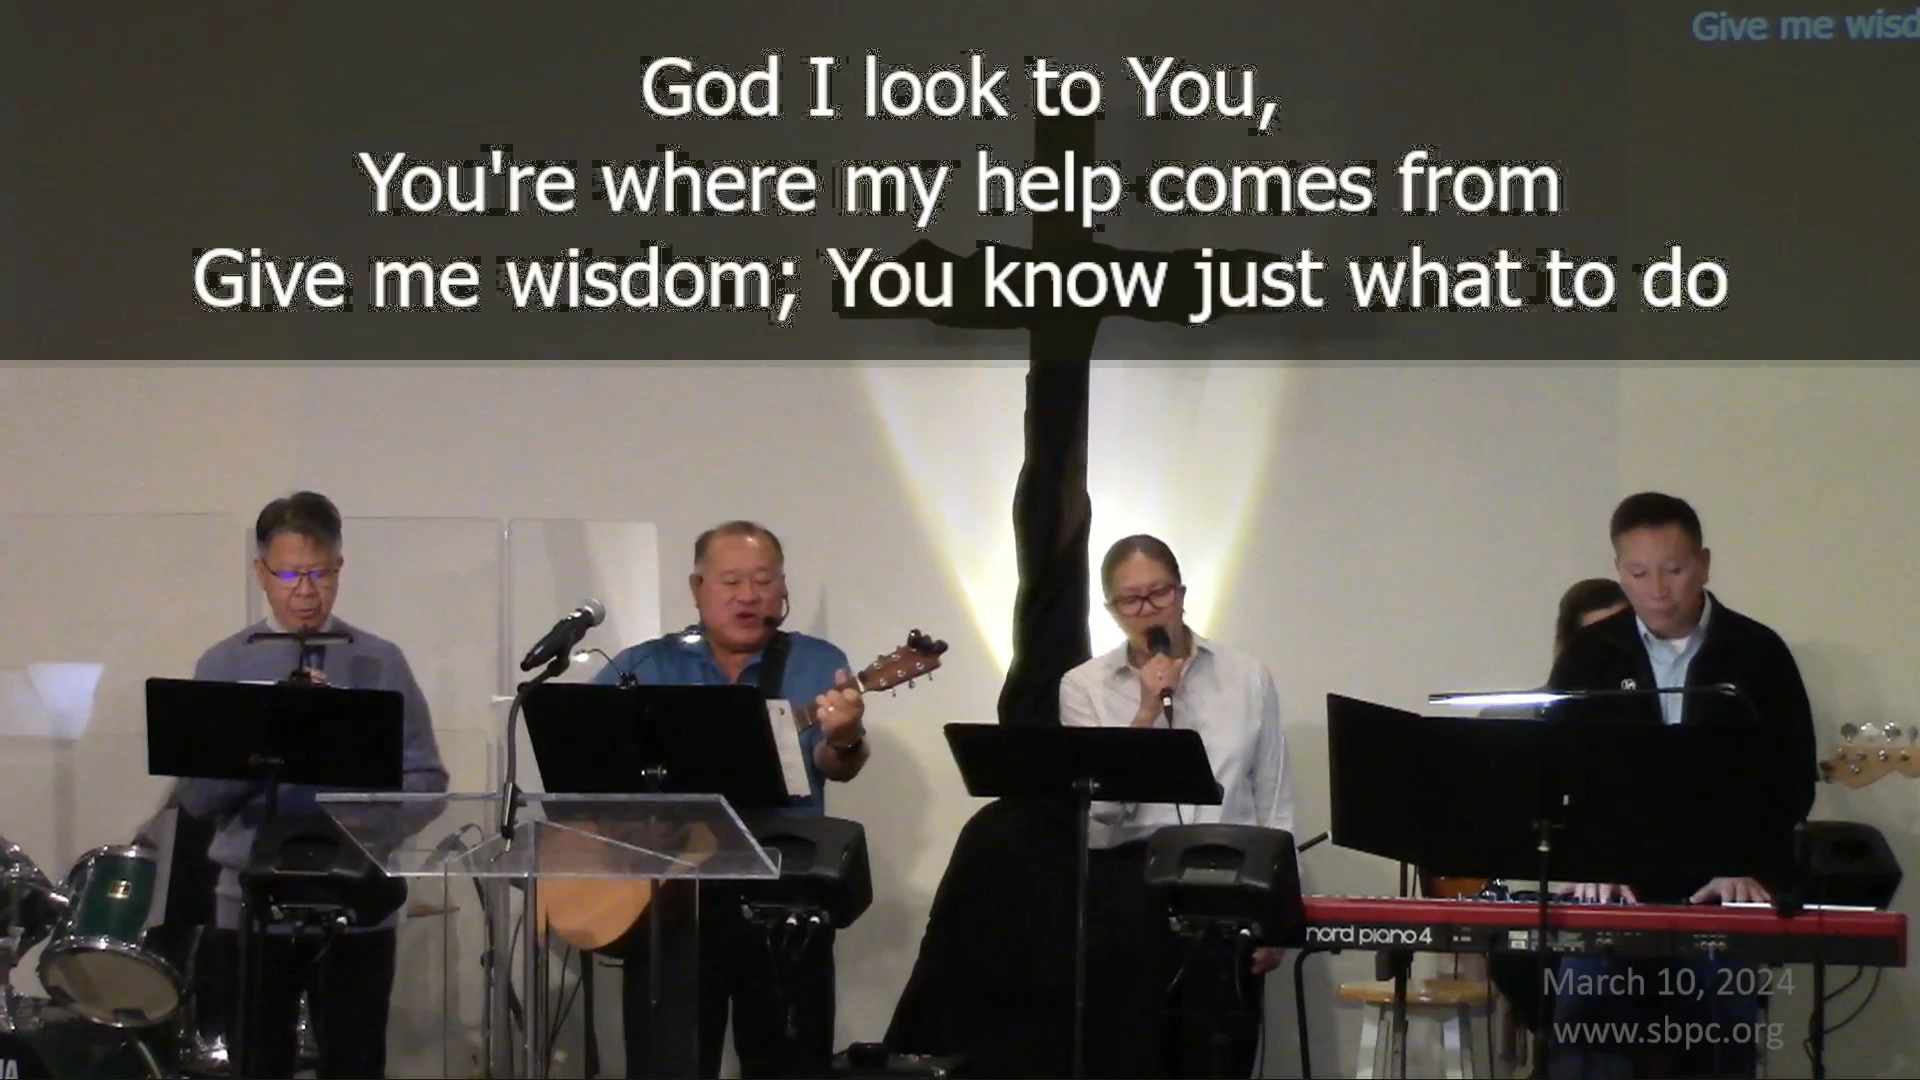 Give me wisd
God I look to You,
You're where my help comes from
Give me wisdom; You know just what to do
nord piano 4
March 10, 2024
www.sbpc.org